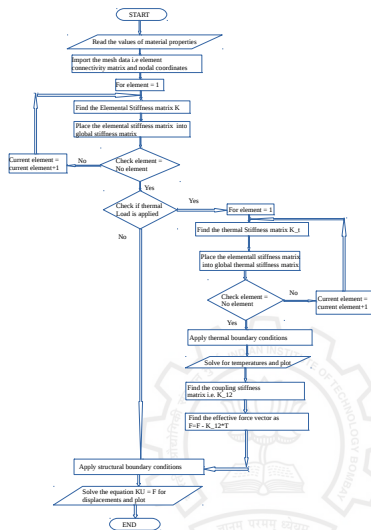 START
Read the values of material properties
Import the mesh data i.e element
connectivity matrix and nodal coordinates
For element = 1
Find the Elemental Stiffness matrix K
Place the elemental stiffness matrix into
global stiffness matrix
Current element =
current element+1
No
Check element =
No element
Yes
Check if thermal
Load is applied
Yes
No
For element = 1
Find the thermal Stiffness matrix K_t
Place the elementall stiffness matrix
into global thermal stiffness matrix
Check element =
No element
No
Current element =
current element+1
Yes
Apply thermal boundary conditions
Solve for temperatures and plot
Find the coupling stiffness
matrix i.e. K_12
Find the effective force vector as
F=F - K_12*T
Apply structural boundary conditions
Solve the equation KU = F for
displacements and plot
END
INDIAN INSTITUTE OF TECHNOLOGY BOMBAY